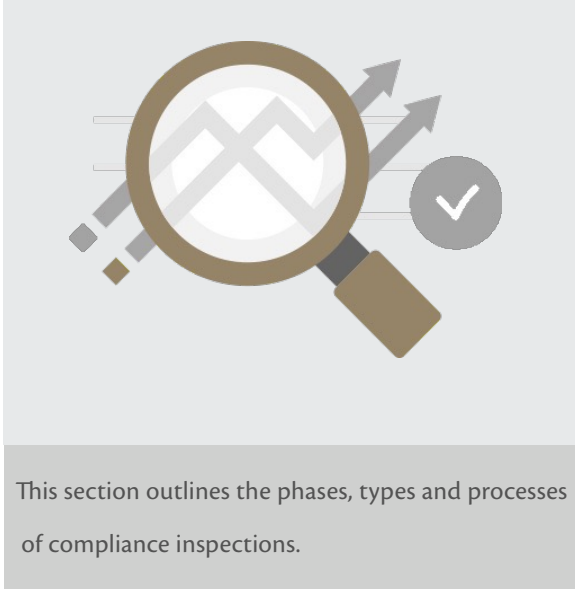 This section outlines the phases, types and processes
of compliance inspections.